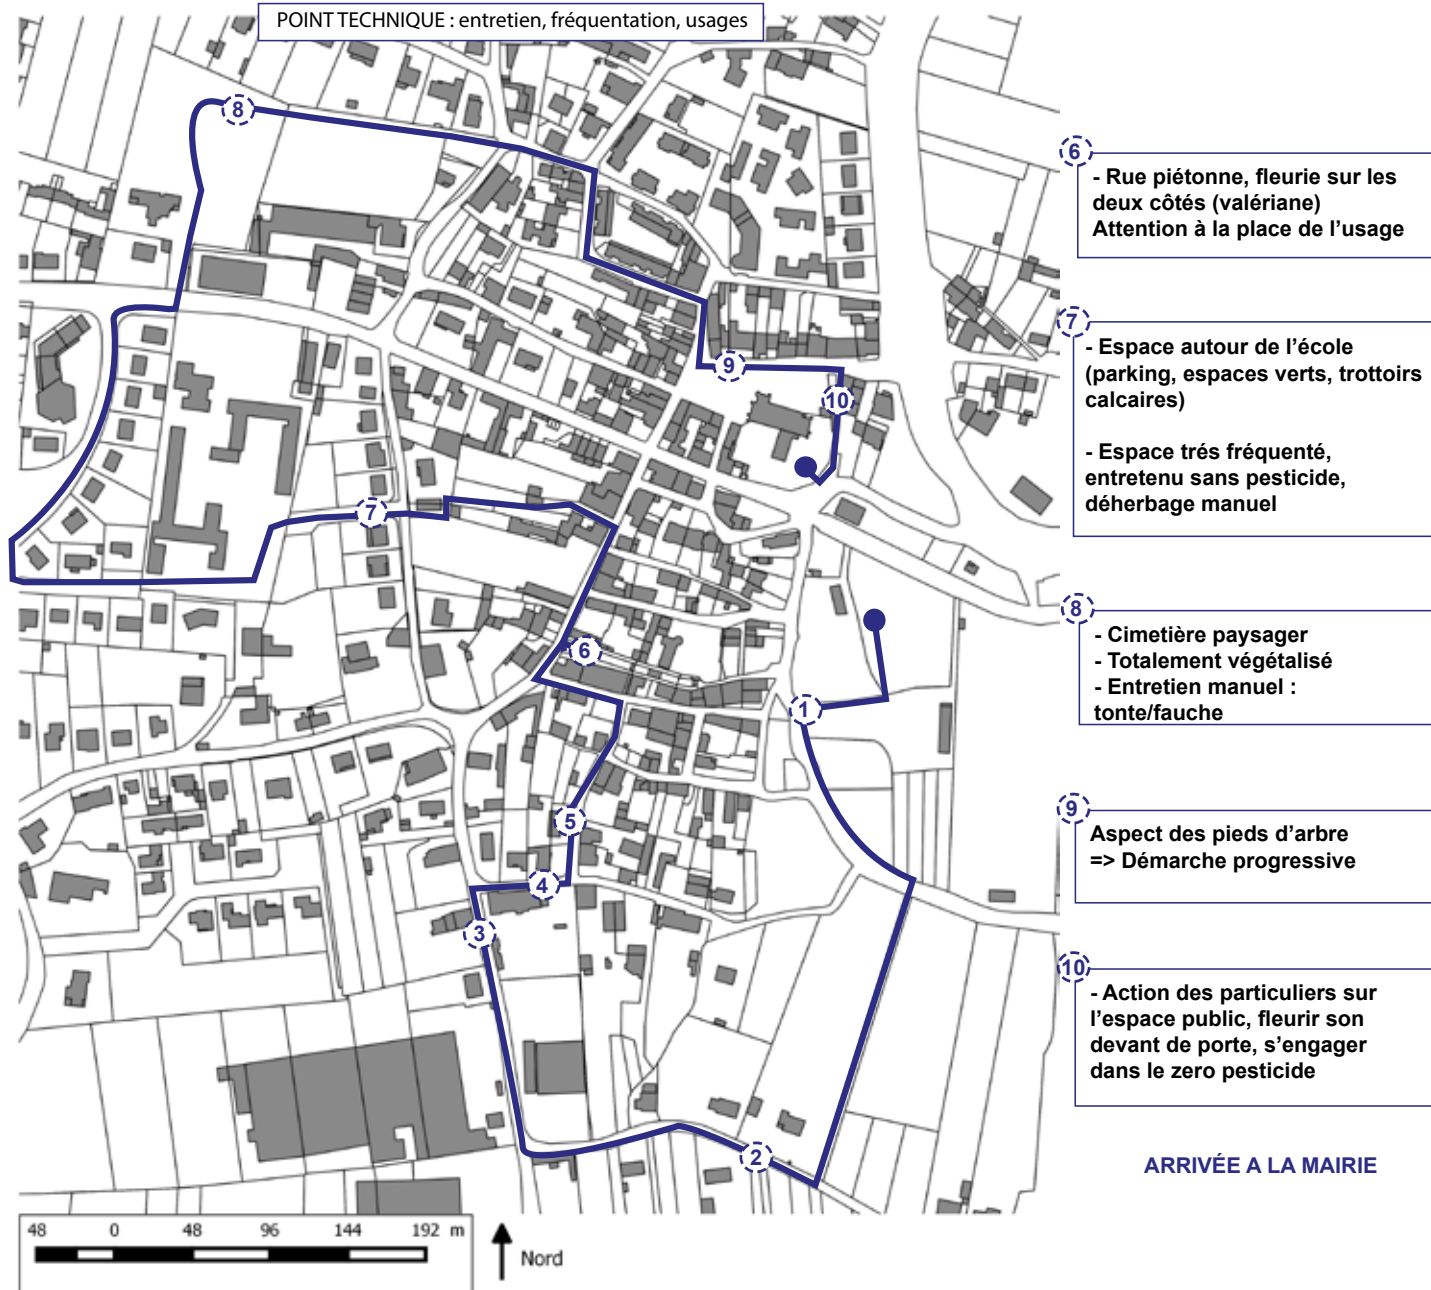 POINT TECHNIQUE : entretien, fréquentation, usages
8
9
10
7
6
1
5
4
3
2
6
- Rue piétonne, fleurie sur les
deux côtés (valériane)
Attention à la place de l'usage
7
- Espace autour de l'école
(parking, espaces verts, trottoirs
calcaires)
- Espace trés fréquenté,
entretenu sans pesticide,
déherbage manuel
8
- Cimetière paysager
- Totalement végétalisé
- Entretien manuel :
tonte/fauche
9
Aspect des pieds d'arbre
=> Démarche progressive
10
- Action des particuliers sur
l'espace public, fleurir son
devant de porte, s'engager
dans le zero pesticide
ARRIVÉE A LA MAIRIE
48 0 48 96 144 192 m
Nord